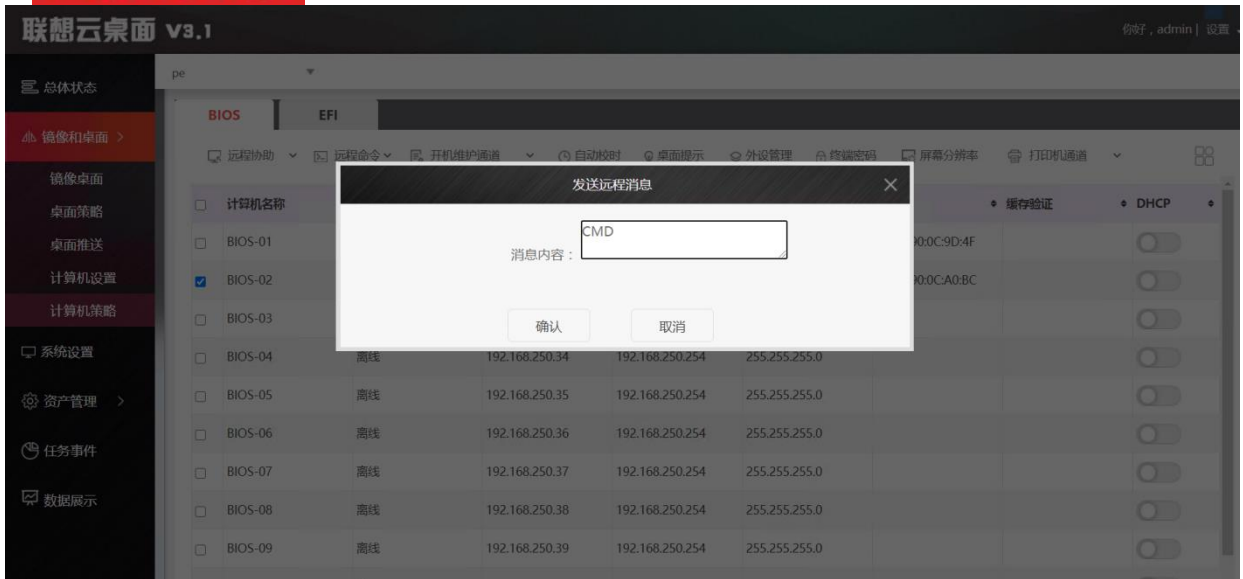 联想云桌面 V3.1
你好，admin | 设置
总体状态
pe
镜像和桌面 >
BIOS EFI
远程协助 远程命令 开机维护通道 自动校时 桌面提示 外设管理 终端密码 屏幕分辨率 打印机通道
镜像桌面
桌面策略
桌面推送
计算机设置
计算机策略
系统设置
资产管理 >
任务事件
数据展示
发送远程消息
消息内容： CMD
确认 取消
计算机名称 缓存验证 DHCP
BIOS-01 90:0C:9D:4F
BIOS-02 90:0C:A0:BC
BIOS-03
BIOS-04 离线 192.168.250.34 192.168.250.254 255.255.255.0
BIOS-05 离线 192.168.250.35 192.168.250.254 255.255.255.0
BIOS-06 离线 192.168.250.36 192.168.250.254 255.255.255.0
BIOS-07 离线 192.168.250.37 192.168.250.254 255.255.255.0
BIOS-08 离线 192.168.250.38 192.168.250.254 255.255.255.0
BIOS-09 离线 192.168.250.39 192.168.250.254 255.255.255.0